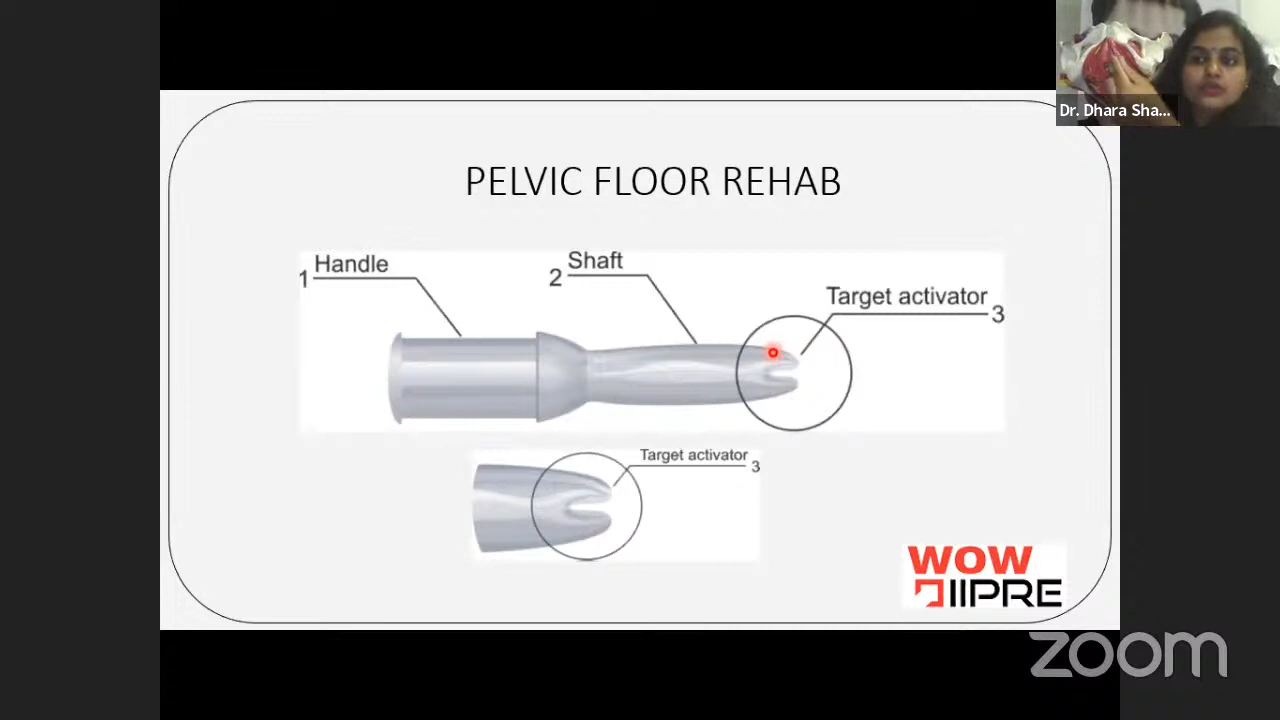 Dr. Dhara Sha...
PELVIC FLOOR REHAB
1 Handle
2 Shaft
Target activator 3
Target activator 3
WOW
IIPRE
zoom